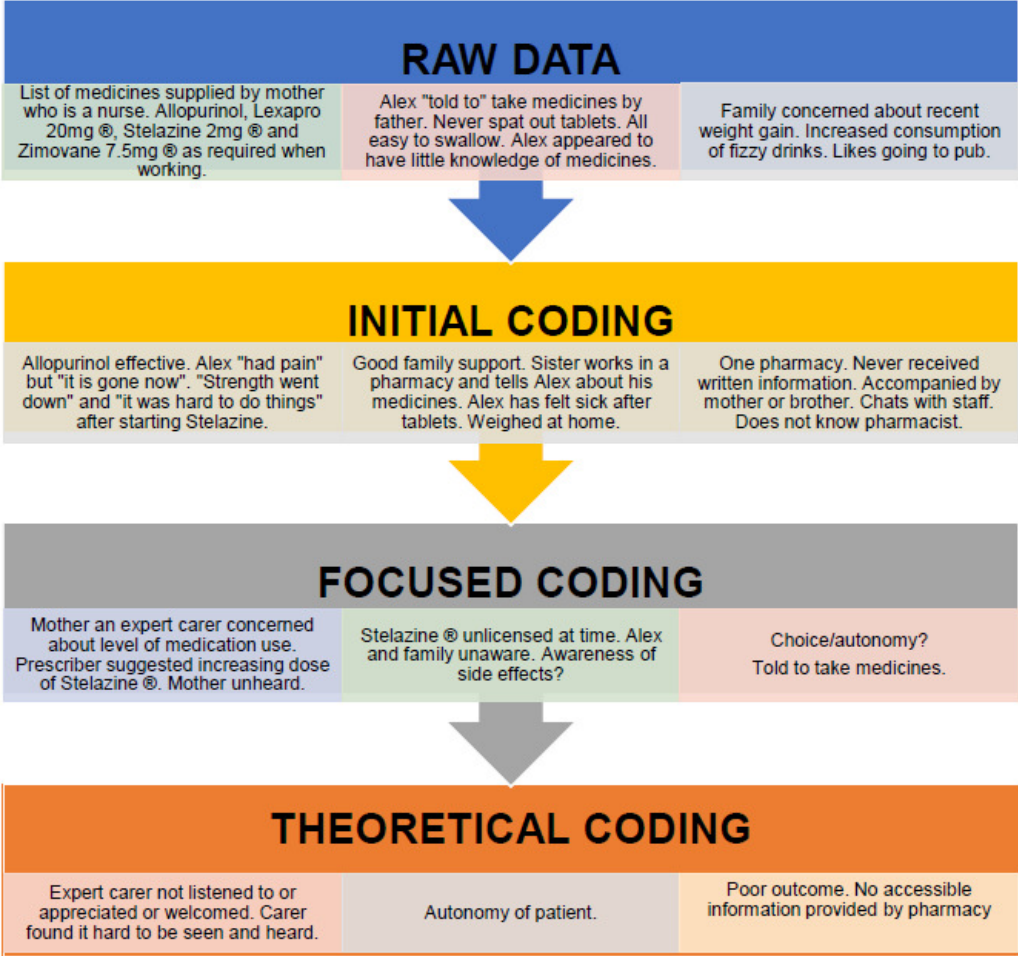 RAW DATA
List of medicines supplied by mother
who is a nurse. Allopurinol, Lexapro
20mg ®, Stelazine 2mg ® and
Zimovane 7.5mg ® as required when
working.
Alex "told to" take medicines by
father. Never spat out tablets. All
easy to swallow. Alex appeared to
have little knowledge of medicines.
Family concerned about recent
weight gain. Increased consumption
of fizzy drinks. Likes going to pub.
INITIAL CODING
Allopurinol effective. Alex "had pain"
but "it is gone now". "Strength went
down" and "it was hard to do things"
after starting Stelazine.
Good family support. Sister works in a
pharmacy and tells Alex about his
medicines. Alex has felt sick after
tablets. Weighed at home.
One pharmacy. Never received
written information. Accompanied by
mother or brother. Chats with staff.
Does not know pharmacist.
FOCUSED CODING
Mother an expert carer concerned
about level of medication use.
Prescriber suggested increasing dose
of Stelazine ®. Mother unheard.
Stelazine ® unlicensed at time. Alex
and family unaware. Awareness of
side effects?
Choice/autonomy?
Told to take medicines.
THEORETICAL CODING
Expert carer not listened to or
appreciated or welcomed. Carer
found it hard to be seen and heard.
Autonomy of patient.
Poor outcome. No accessible
information provided by pharmacy